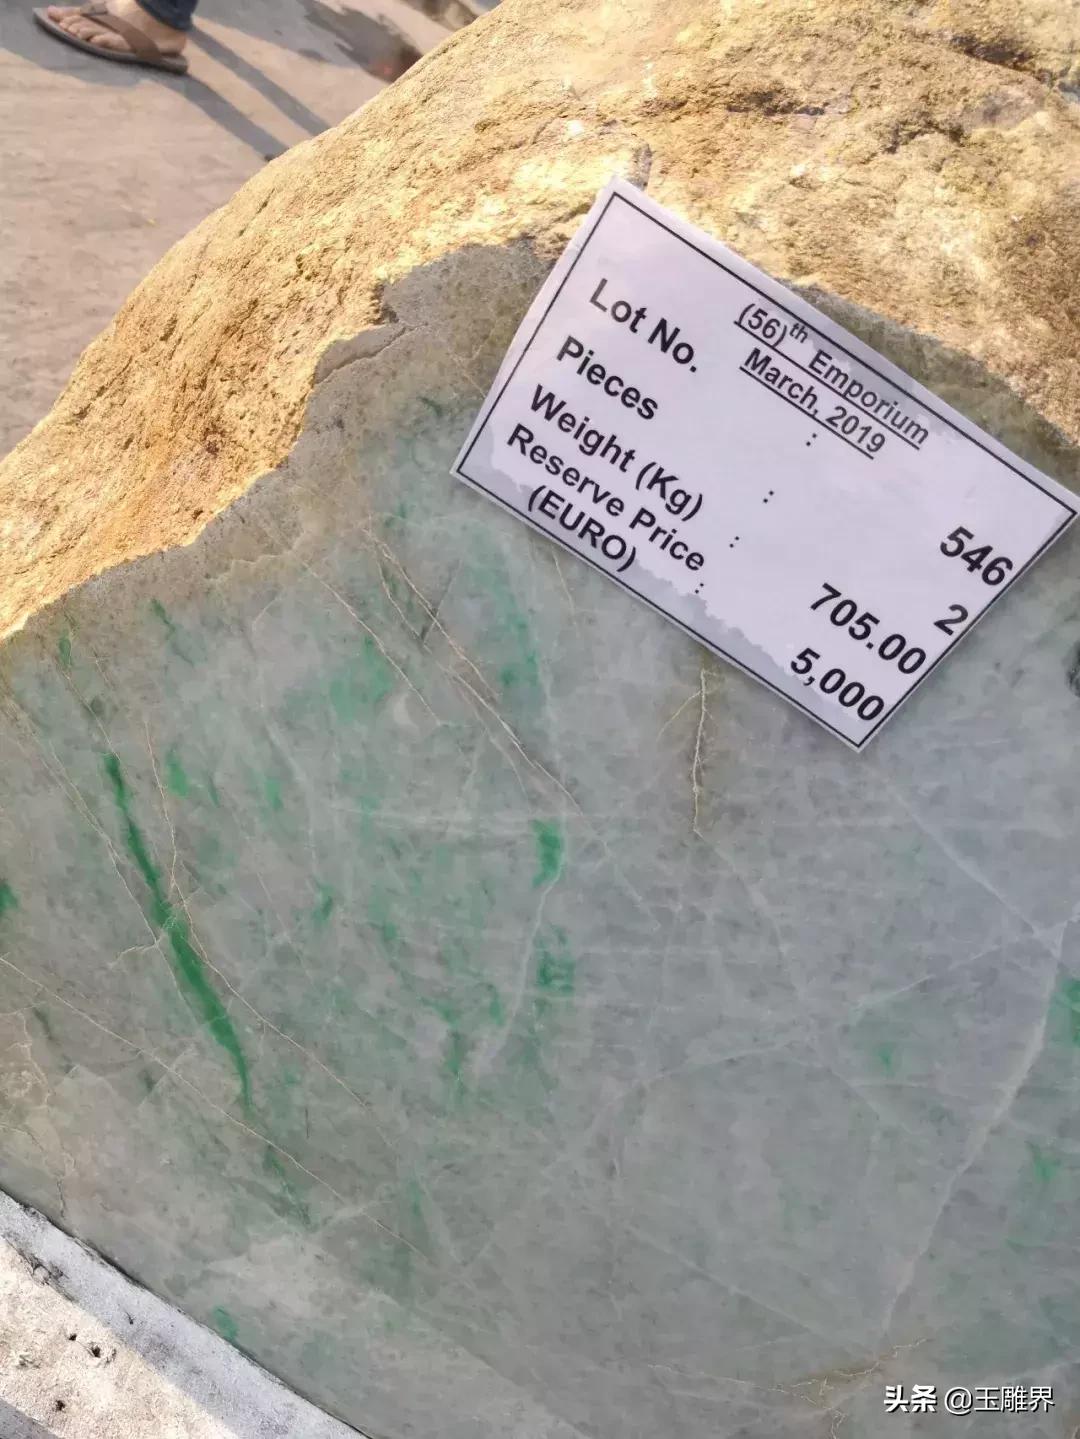 (56)th Emporium
March, 2019
Lot No. : 546
Pieces : 2
Weight (Kg) : 705.00
Reserve Price : 5,000
(EURO)
头条 @玉雕界